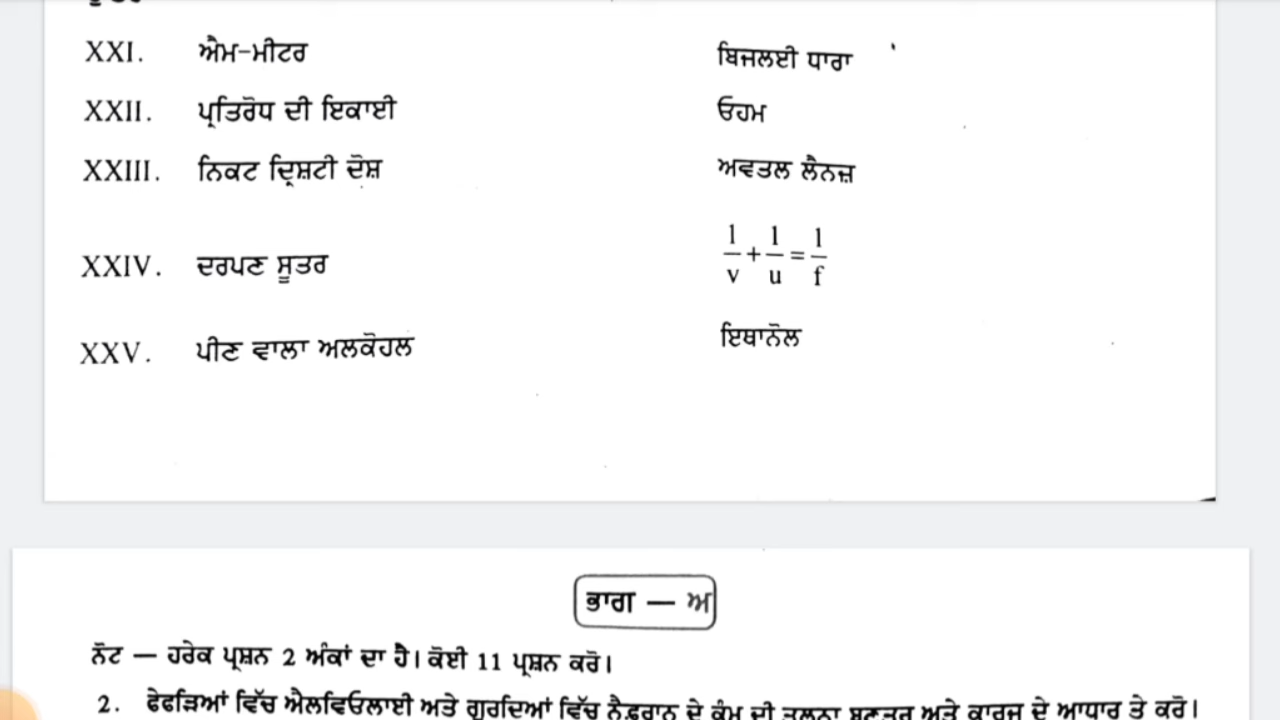 XXI. ਐਮ-ਮੀਟਰ ਬਿਜਲਈ ਧਾਰਾ
XXII. ਪ੍ਰਤਿਰੋਧ ਦੀ ਇਕਾਈ ਓਹਮ
XXIII. ਨਿਕਟ ਦ੍ਰਿਸ਼ਟੀ ਦੋਸ਼ ਅਵਤਲ ਲੈਨਜ਼
XXIV. ਦਰਪਣ ਸੂਤਰ 1/v + 1/u = 1/f
XXV. ਪੀਣ ਵਾਲਾ ਅਲਕੋਹਲ ਇਥਾਨੋਲ
ਭਾਗ — ਅ
ਨੋਟ — ਹਰੇਕ ਪ੍ਰਸ਼ਨ 2 ਅੰਕਾਂ ਦਾ ਹੈ। ਕੋਈ 11 ਪ੍ਰਸ਼ਨ ਕਰੋ।
2. ਫੇਫੜਿਆਂ ਵਿੱਚ ਐਲਵਿਓਲਾਈ ਅਤੇ ਗੁਰਦਿਆਂ ਵਿੱਚ ਨੈਫ਼ਰਾਨ ਦੇ ਕੰਮ ਦੀ ਤੁਲਨਾ ਬਣਤਰ ਅਤੇ ਕਾਰਜ ਦੇ ਆਧਾਰ ਤੇ ਕਰੋ।